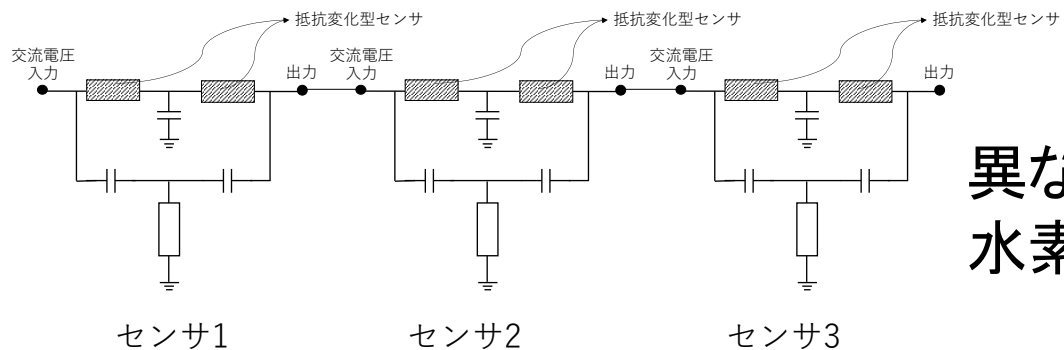 抵抗変化型センサ
抵抗変化型センサ
抵抗変化型センサ
交流電圧
入力
出力
交流電圧
入力
出力
交流電圧
入力
出力
異な
水素
センサ1
センサ2
センサ3